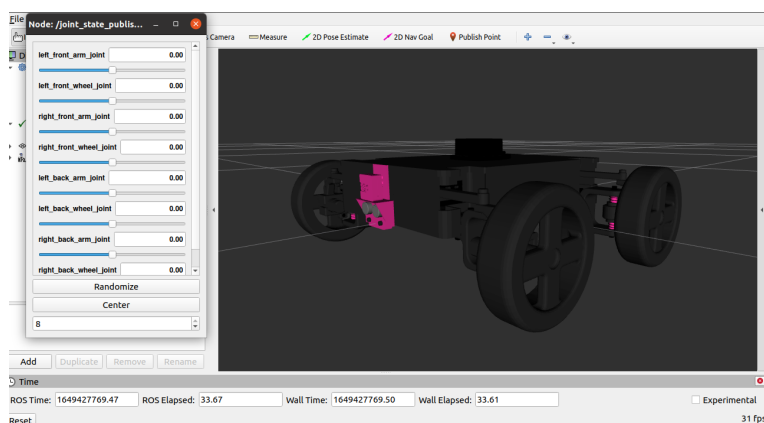 File
Node: /joint_state_publis...
Camera
Measure
2D Pose Estimate
2D Nav Goal
Publish Point
left_front_arm_joint 0.00
left_front_wheel_joint 0.00
right_front_arm_joint 0.00
right_front_wheel_joint 0.00
left_back_arm_joint 0.00
left_back_wheel_joint 0.00
right_back_arm_joint 0.00
right_back_wheel_joint 0.00
Randomize
Center
8
Add Duplicate Remove Rename
Time
ROS Time: 1649427769.47 ROS Elapsed: 33.67 Wall Time: 1649427769.50 Wall Elapsed: 33.61 Experimental
Reset 31 fps